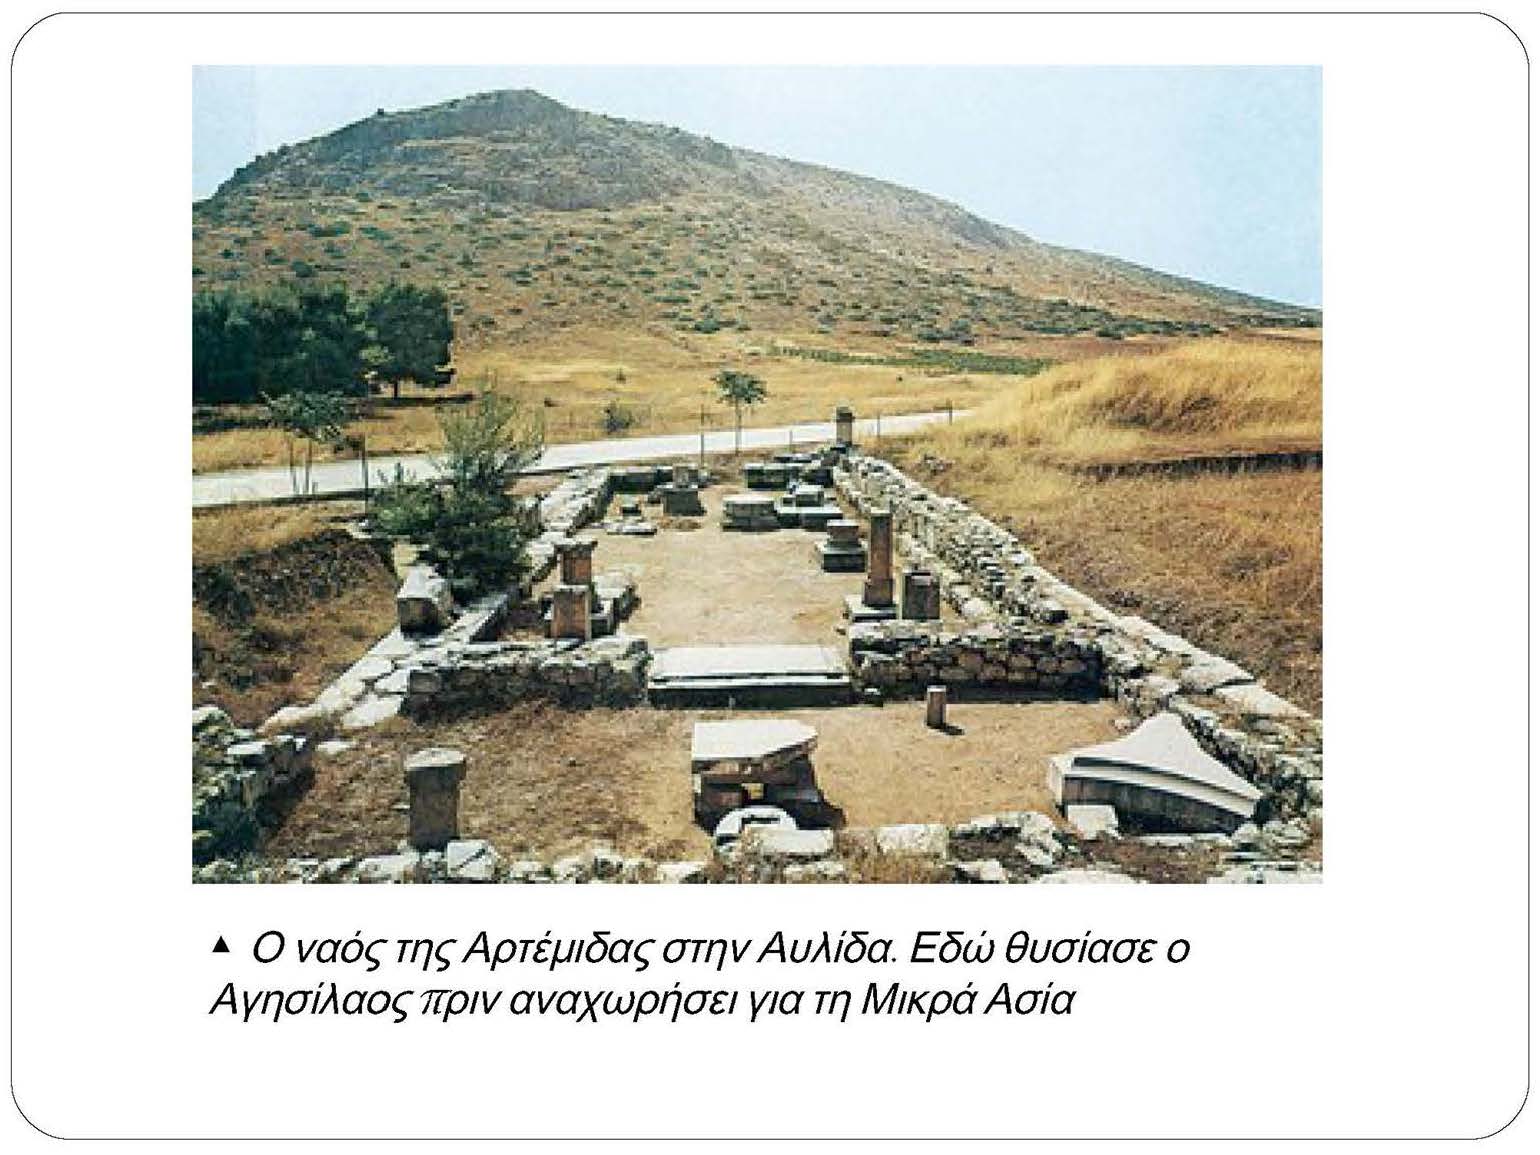 ▲ Ο ναός της Αρτέμιδας στην Αυλίδα. Εδώ θυσίασε ο
Αγησίλαος πριν αναχωρήσει για τη Μικρά Ασία